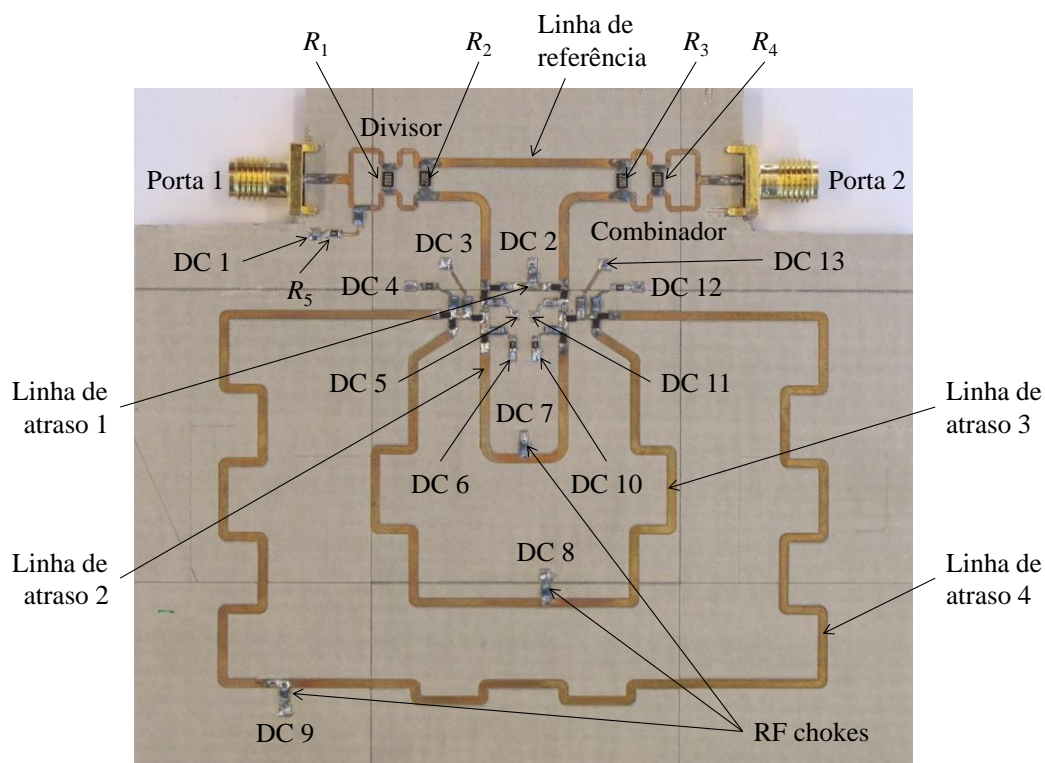 Linha de
referência
R1
R2
R3
R4
Divisor
Porta 1
Porta 2
DC 3
DC 2
Combinador
DC 1
DC 13
R5
DC 4
DC 12
DC 5
DC 11
Linha de
atraso 1
Linha de
atraso 3
DC 7
DC 6
DC 10
Linha de
atraso 2
DC 8
Linha de
atraso 4
DC 9
RF chokes